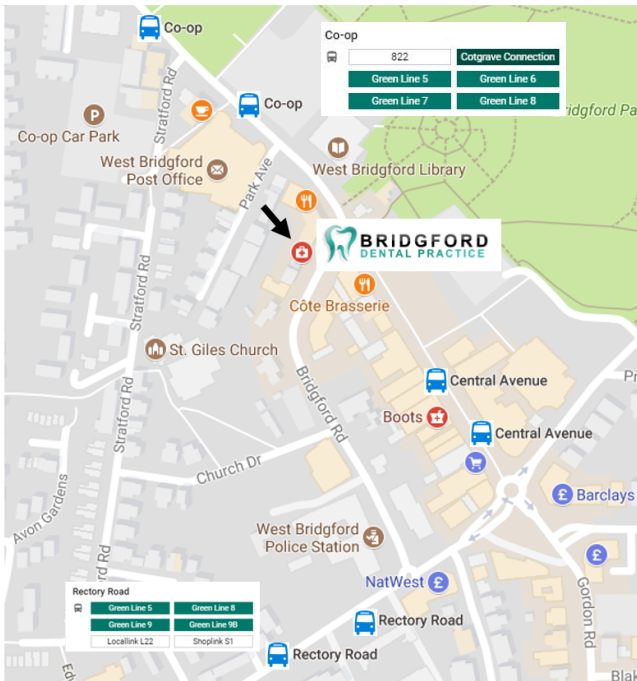 Co-op
Co-op
822
Cotgrave Connection
Green Line 5
Green Line 6
Green Line 7
Green Line 8
Stratford Rd
Co-op
P
Co-op Car Park
West Bridgford
Post Office
Park Ave
West Bridgford Library
BRIDGFORD
DENTAL PRACTICE
Côte Brasserie
Stratford Rd
St. Giles Church
Bridgford Rd
Central Avenue
Boots
Central Avenue
Stratford Rd
Church Dr
Avon Gardens
£ Barclays
West Bridgford
Police Station
£
NatWest £
Gordon Rd
Rectory Road
Green Line 5
Green Line 8
Green Line 9
Green Line 9B
Locallink L22
Shoplink S1
Rectory Road
Rectory Road